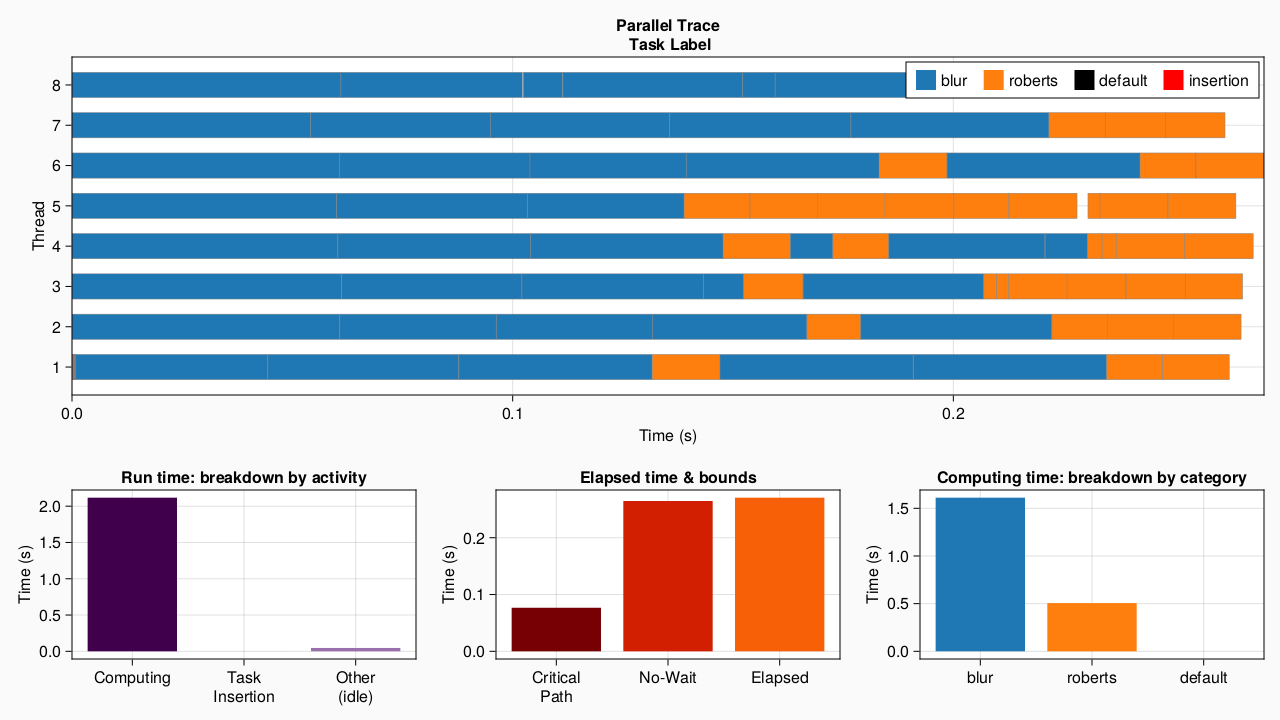 Parallel Trace
Task Label
blur roberts default insertion
8
7
6
5
4
3
2
1
Thread
0.0 0.1 0.2
Time (s)
Run time: breakdown by activity
2.0
1.5
1.0
0.5
0.0
Time (s)
Computing Task Insertion Other (idle)
Elapsed time & bounds
0.2
0.1
0.0
Time (s)
Critical Path No-Wait Elapsed
Computing time: breakdown by category
1.5
1.0
0.5
0.0
Time (s)
blur roberts default